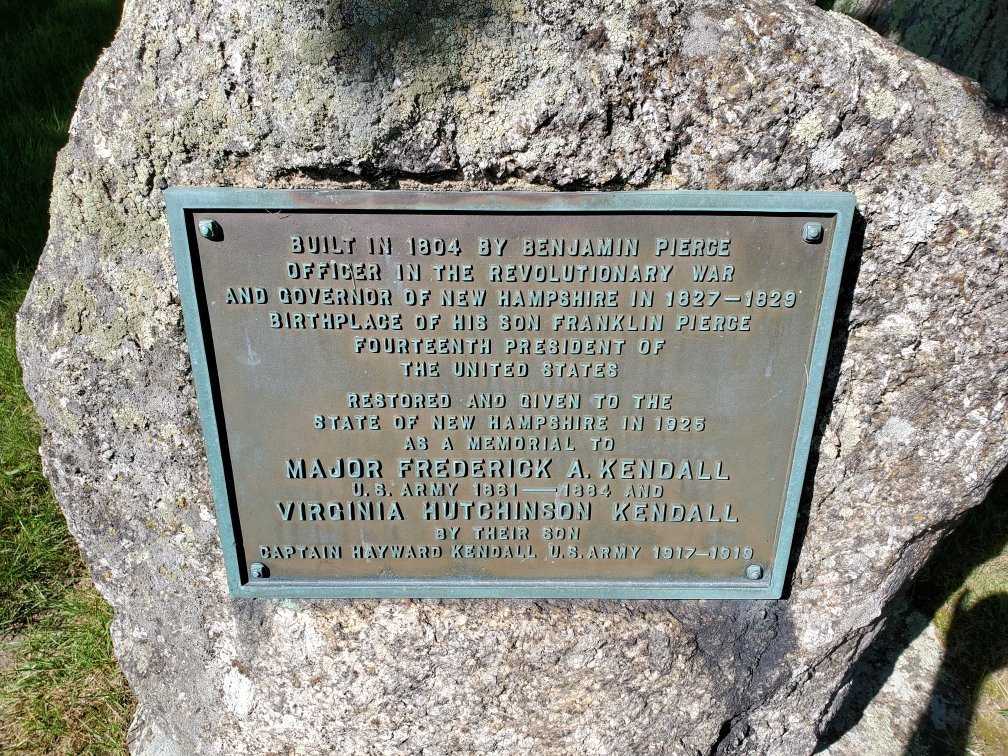 BUILT IN 1804 BY BENJAMIN PIERCE
OFFICER IN THE REVOLUTIONARY WAR
AND GOVERNOR OF NEW HAMPSHIRE IN 1827–1829
BIRTHPLACE OF HIS SON FRANKLIN PIERCE
FOURTEENTH PRESIDENT OF
THE UNITED STATES
RESTORED AND GIVEN TO THE
STATE OF NEW HAMPSHIRE IN 1925
AS A MEMORIAL TO
MAJOR FREDERICK A. KENDALL
U.S. ARMY 1861—1884 AND
VIRGINIA HUTCHINSON KENDALL
BY THEIR SON
CAPTAIN HAYWARD KENDALL U.S. ARMY 1917–1919